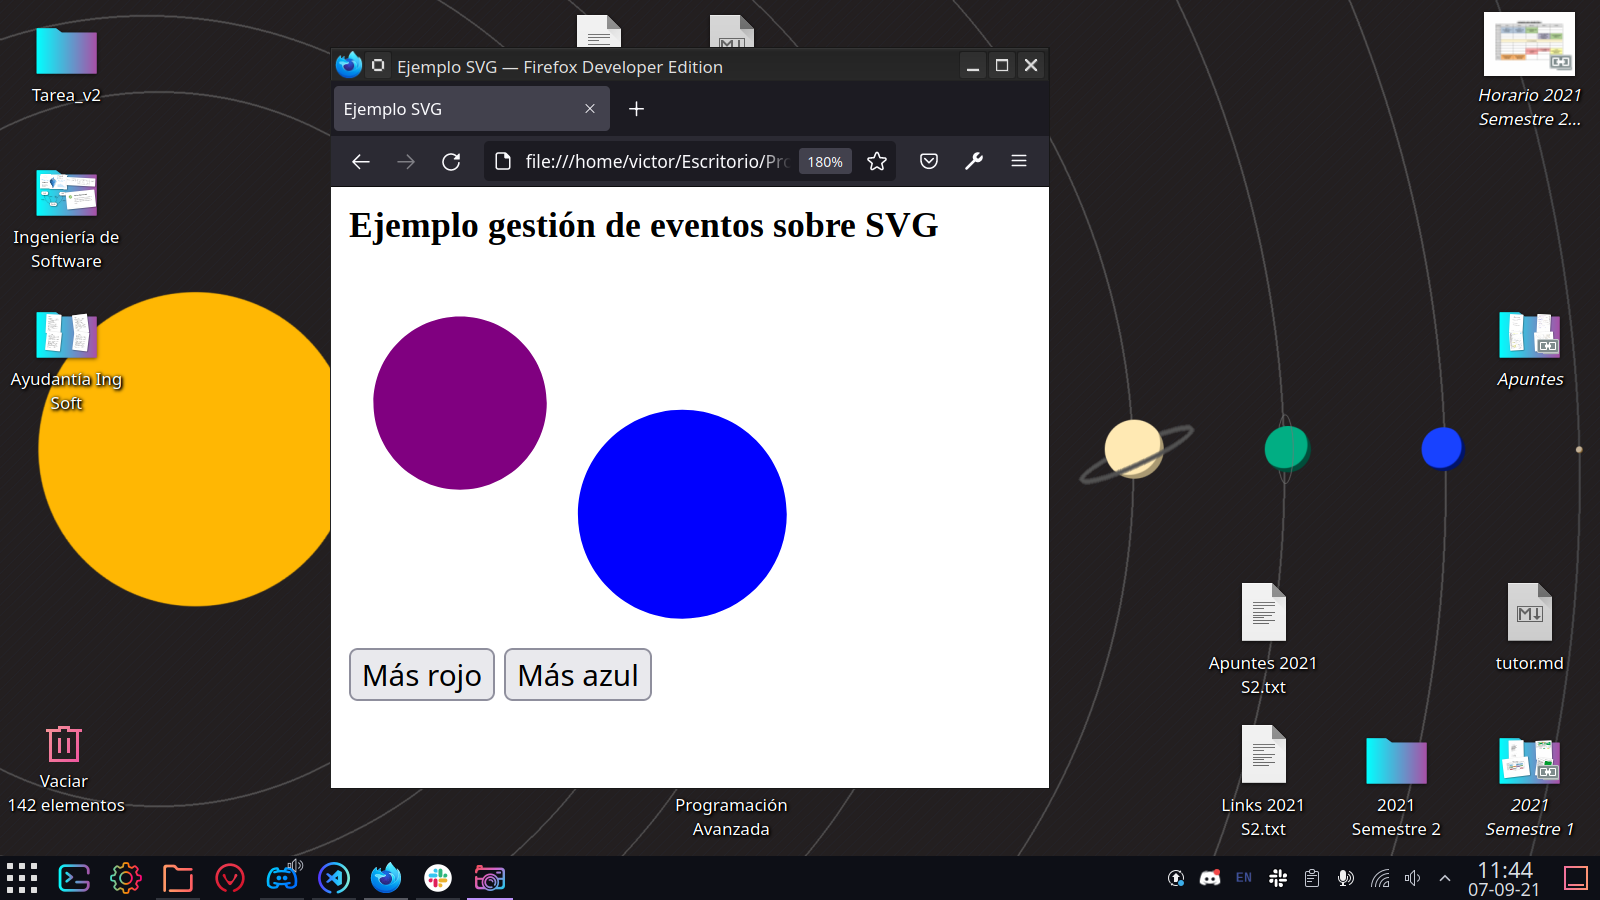 Tarea_v2
Ingeniería de
Software
Ayudantía Ing
Soft
Vaciar
142 elementos
Ejemplo SVG — Firefox Developer Edition
Ejemplo SVG
file:///home/victor/Escritorio/Pro
180%
Ejemplo gestión de eventos sobre SVG
Más rojo
Más azul
Programación
Avanzada
Horario 2021
Semestre 2...
Apuntes
Apuntes 2021
S2.txt
M↓
tutor.md
Links 2021
S2.txt
2021
Semestre 2
2021
Semestre 1
EN
11:44
07-09-21